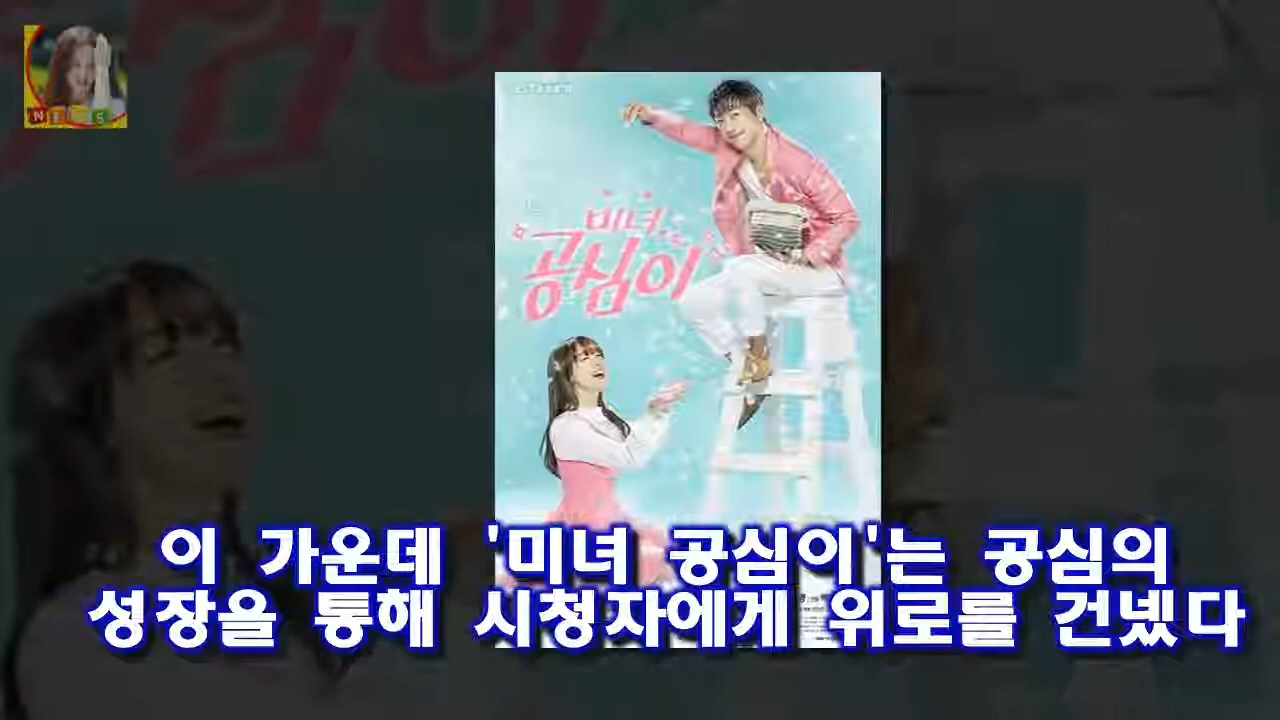 NEWS
미녀
공심이
이 가운데 '미녀 공심이'는 공심의
성장을 통해 시청자에게 위로를 건넸다